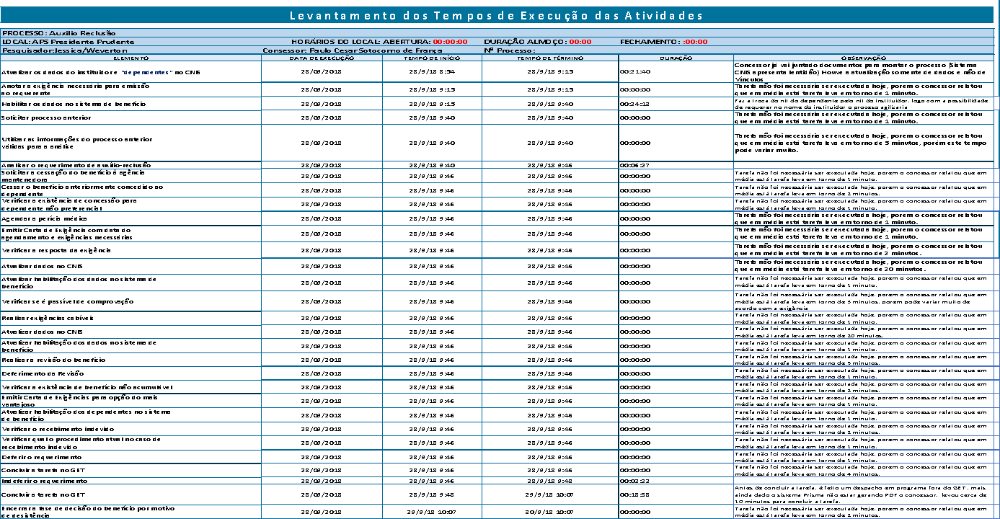 Levantamento dos Tempos de Execução das Atividades
PROCESSO: Auxilio Reclusão
LOCAL: APS Presidente Prudente HORÁRIOS DO LOCAL: ABERTURA: 00:00:00 DURAÇÃO ALMOÇO: 00:00 FECHAMENTO: :00:00
Pesquisador:Jessica/Weverton Consessor: Paulo Cesar Sotocorno de França Nº Processo:
ELEMENTO DATA DE EXECUÇÃO TEMPO DE INÍCIO TEMPO DE TÉRMINO DURAÇÃO OBSERVAÇÃO
Atualizar os dados do instituidor e "dependentes" no CNIS 28/09/2018 28/9/18 8:54 28/9/18 9:15 00:21:40
Concessor já vai juntado documentos para montar o processo (Sistema
CNIS apresenta lentidão) Houve a atualização somente de dados e não de
Vínculos
Anotar a exigência necessária para emissão
ao requerente 28/09/2018 28/9/18 9:15 28/9/18 9:15 00:00:00
Tarefa não foi necessária ser executada hoje, porem o concessor relatou
que em média está tarefa leva em torno de 1 minuto.
Habilitar os dados no sistema de benefício 28/09/2018 28/9/18 9:15 28/9/18 9:40 00:24:13
Faz a troca do nit do dependente pelo nit do instituidor, logo com a possibilidade
de requerer no nome do instituidor o processo agilizaria
Solicitar processo anterior 28/09/2018 28/9/18 9:40 28/9/18 9:40 00:00:00
Tarefa não foi necessária ser executada hoje, porem o concessor relatou
que em média está tarefa leva em torno de 1 minuto.
Utilizar as informações do processo anterior
válidas para a análise 28/09/2018 28/9/18 9:40 28/9/18 9:40 00:00:00
Tarefa não foi necessária ser executada hoje, porem o concessor relatou
que em média está tarefa leva em torno de 5 minutos, porém este tempo
pode variar muito.
Analisar o requerimento de auxílio-reclusão 28/09/2018 28/9/18 9:40 28/9/18 9:46 00:06:27
Solicitar a cessação do benefício à agência
mantenedora 28/09/2018 28/9/18 9:46 28/9/18 9:46 00:00:00
Tarefa não foi necessária ser executada hoje, porem o concessor relatou que em
média está tarefa leva em torno de 1 minuto.
Cessar o benefício anteriormente concedido ao
dependente 28/09/2018 28/9/18 9:46 28/9/18 9:46 00:00:00
Tarefa não foi necessária ser executada hoje, porem o concessor relatou que em
média está tarefa leva em torno de 2 minutos.
Verificar a existência de concessão para
dependente não preferencial 28/09/2018 28/9/18 9:46 28/9/18 9:46 00:00:00
Tarefa não foi necessária ser executada hoje, porem o concessor relatou que em
média está tarefa leva em torno de 1 minuto.
Agendar a perícia médica 28/09/2018 28/9/18 9:46 28/9/18 9:46 00:00:00
Tarefa não foi necessária ser executada hoje, porem o concessor relatou
que em média está tarefa leva em torno de 1 minuto.
Emitir Carta de Exigência com data do
agendamento e exigências necessárias 28/09/2018 28/9/18 9:46 28/9/18 9:46 00:00:00
Tarefa não foi necessária ser executada hoje, porem o concessor relatou
que em média está tarefa leva em torno de 1 minuto.
Verificar a resposta da exigência 28/09/2018 28/9/18 9:46 28/9/18 9:46 00:00:00
Tarefa não foi necessária ser executada hoje, porem o concessor relatou
que em média está tarefa leva em torno de 2 minutos.
Atualizar dados no CNIS 28/09/2018 28/9/18 9:46 28/9/18 9:46 00:00:00
Tarefa não foi necessária ser executada hoje, porem o concessor relatou
que em média está tarefa leva em torno de 20 minutos.
Atualizar habilitação dos dados no sistema de
benefício 28/09/2018 28/9/18 9:46 28/9/18 9:46 00:00:00
Tarefa não foi necessária ser executada hoje, porem o concessor relatou que em
média está tarefa leva em torno de 1 minuto.
Verificar se é passível de comprovação 28/09/2018 28/9/18 9:46 28/9/18 9:46 00:00:00
Tarefa não foi necessária ser executada hoje, porem o concessor relatou que em
média está tarefa leva em torno de 5 minutos, porem pode variar muito de
acordo com a exigência
Realizar exigências cabíveis 28/09/2018 28/9/18 9:46 28/9/18 9:46 00:00:00
Tarefa não foi necessária ser executada hoje, porem o concessor relatou que em
média está tarefa leva em torno de 1 minuto.
Atualizar dados no CNIS 28/09/2018 28/9/18 9:46 28/9/18 9:46 00:00:00
Tarefa não foi necessária ser executada hoje, porem o concessor relatou que em
média está tarefa leva em torno de 20 minutos.
Atualizar habilitação dos dados no sistema de
benefício 28/09/2018 28/9/18 9:46 28/9/18 9:46 00:00:00
Tarefa não foi necessária ser executada hoje, porem o concessor relatou que em
média está tarefa leva em torno de 1 minuto.
Realizar a revisão do benefício 28/09/2018 28/9/18 9:46 28/9/18 9:46 00:00:00
Tarefa não foi necessária ser executada hoje, porem o concessor relatou que em
média está tarefa leva em torno de 5 minutos.
Deferimento da Revisão 28/09/2018 28/9/18 9:46 28/9/18 9:46 00:00:00
Tarefa não foi necessária ser executada hoje, porem o concessor relatou que em
média está tarefa leva em torno de 1 minuto.
Verificar a existência de benefício não acumulável 28/09/2018 28/9/18 9:46 28/9/18 9:46 00:00:00
Tarefa não foi necessária ser executada hoje, porem o concessor relatou que em
média está tarefa leva em torno de 2 minutos.
Emitir Carta de Exigências para opção do mais
vantajoso 28/09/2018 28/9/18 9:46 28/9/18 9:46 00:00:00
Tarefa não foi necessária ser executada hoje, porem o concessor relatou que em
média está tarefa leva em torno de 1 minuto.
Atualizar habilitação dos dependentes no sistema
de benefício 28/09/2018 28/9/18 9:46 28/9/18 9:46 00:00:00
Tarefa não foi necessária ser executada hoje, porem o concessor relatou que em
média está tarefa leva em torno de 1 minuto.
Verificar o recebimento indevido 28/09/2018 28/9/18 9:46 28/9/18 9:46 00:00:00
Tarefa não foi necessária ser executada hoje, porem o concessor relatou que em
média está tarefa leva em torno de 2 minutos.
Verificar qual o procedimento atual no caso de
recebimento indevido 28/09/2018 28/9/18 9:46 28/9/18 9:46 00:00:00
Tarefa não foi necessária ser executada hoje, porem o concessor relatou que em
média está tarefa leva em torno de 1 minuto.
Deferir o requerimento 28/09/2018 28/9/18 9:46 28/9/18 9:46 00:00:00
Tarefa não foi necessária ser executada hoje, porem o concessor relatou que em
média está tarefa leva em torno de 1 minuto.
Concluir a tarefa no GET 28/09/2018 28/9/18 9:46 28/9/18 9:46 00:00:00
Tarefa não foi necessária ser executada hoje, porem o concessor relatou que em
média está tarefa leva em torno de 4 minutos.
Indeferir o requerimento 28/09/2018 28/9/18 9:46 28/9/18 9:48 00:02:22
Concluir a tarefa no GET 28/09/2018 28/9/18 9:48 29/9/18 10:07 00:18:38
Antes de concluir a tarefa, é feito um despacho em programa fora do GET, mais
ainda dado o sistema Prisma não estar gerando PDF o concessor, levou cerca de
10 minutos para concluir a tarefa.
Encerrar a fase de decisão do benefício por motivo
de desistência 28/09/2018 29/9/18 10:07 30/9/18 10:07 00:00:00
Tarefa não foi necessária ser executada hoje, porem o concessor relatou que em
média está tarefa leva em torno de 2 minutos.